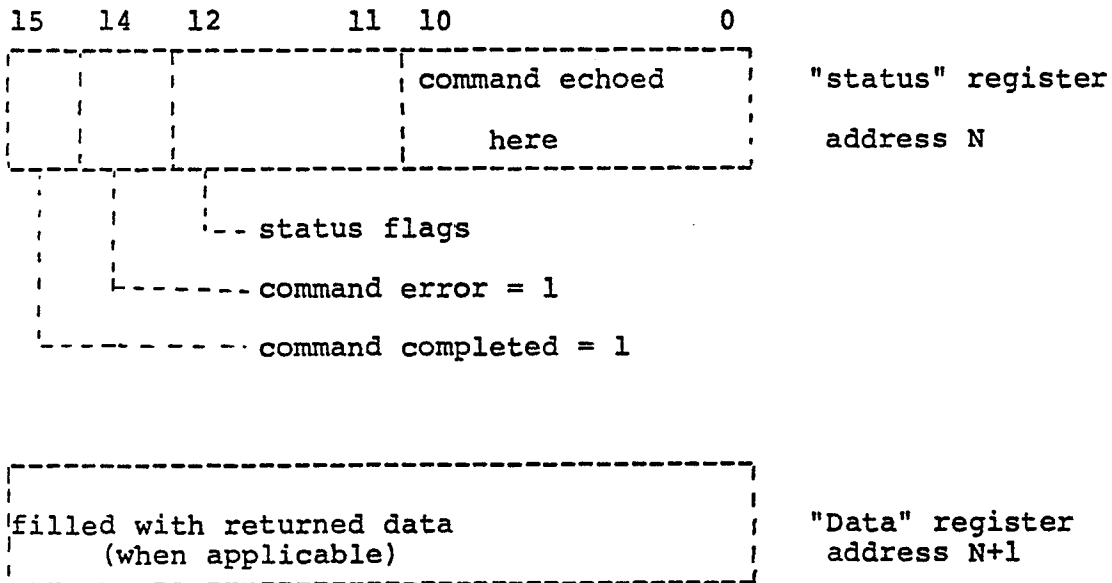 15 14 12 11 10 0
command echoed "status" register
here address N
status flags
command error = 1
command completed = 1
filled with returned data "Data" register
(when applicable) address N+1